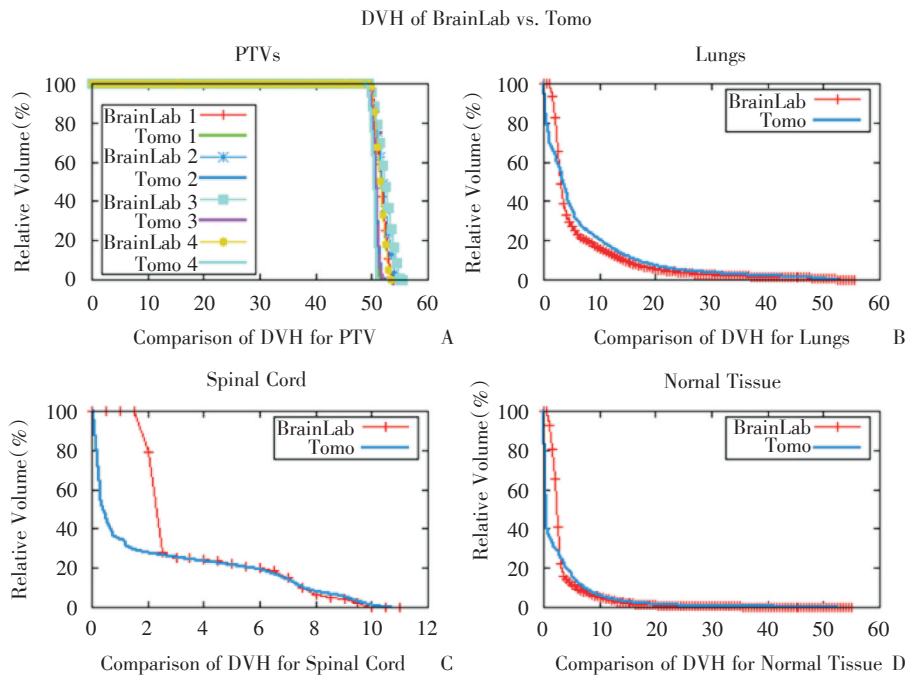 DVH of BrainLab vs. Tomo
PTVs
Relative Volume(%)
100
80
60
40
20
0
BrainLab 1
Tomo 1
BrainLab 2
Tomo 2
BrainLab 3
Tomo 3
BrainLab 4
Tomo 4
0 10 20 30 40 50 60
Comparison of DVH for PTV A
Lungs
Relative Volume(%)
100
80
60
40
20
0
BrainLab
Tomo
0 10 20 30 40 50 60
Comparison of DVH for Lungs B
Spinal Cord
Relative Volume(%)
100
80
60
40
20
0
BrainLab
Tomo
0 2 4 6 8 10 12
Comparison of DVH for Spinal Cord C
Nornal Tissue
Relative Volume(%)
100
80
60
40
20
0
BrainLab
Tomo
0 10 20 30 40 50 60
Comparison of DVH for Normal Tissue D